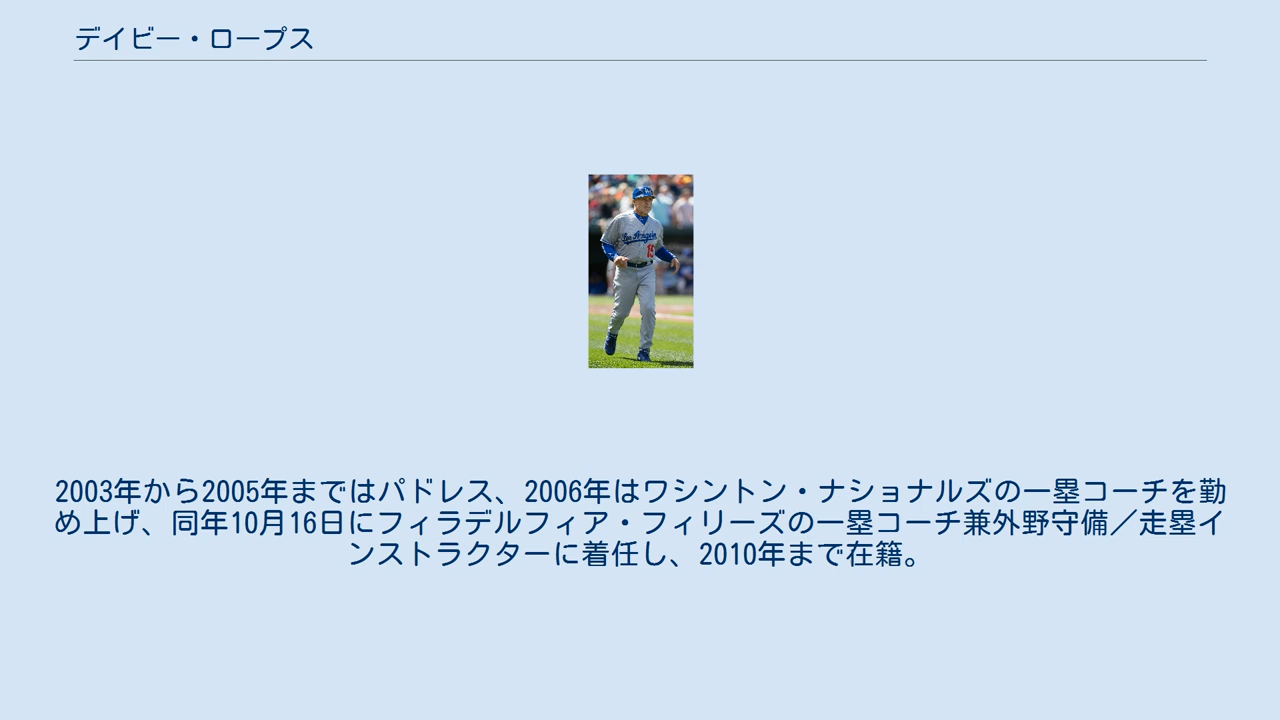 デイビー・ロープス
Los Angeles
15
2003年から2005年まではパドレス、2006年はワシントン・ナショナルズの一塁コーチを勤
め上げ、同年10月16日にフィラデルフィア・フィリーズの一塁コーチ兼外野守備／走塁イ
ンストラクターに着任し、2010年まで在籍。